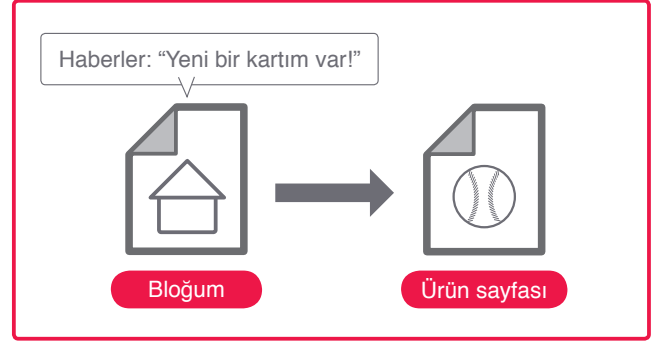 Haberler: “Yeni bir kartım var!”
Bloğum
Ürün sayfası